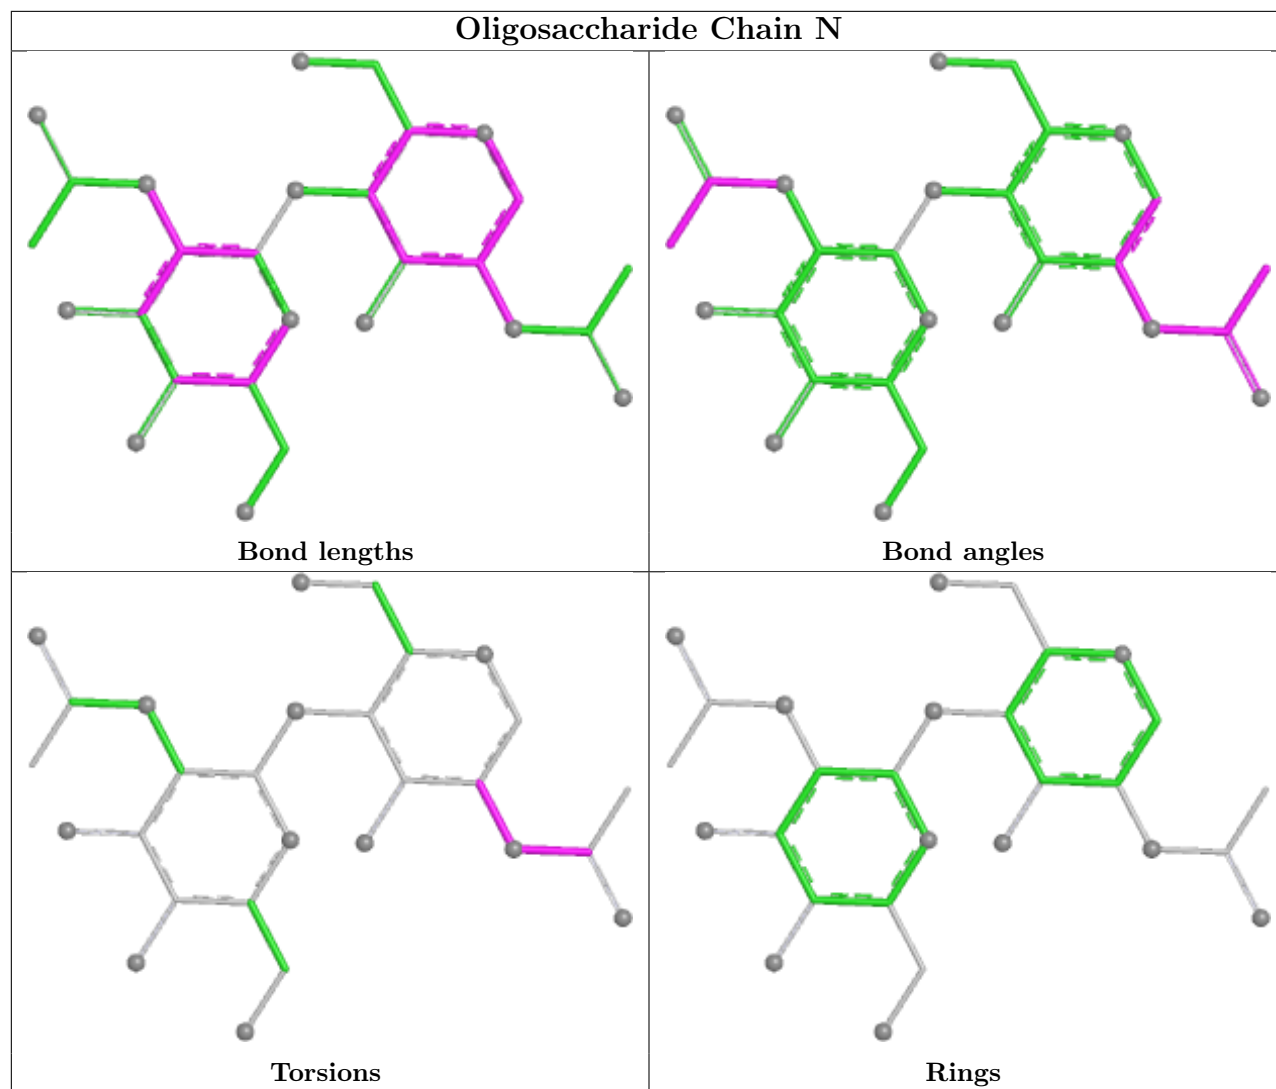 Oligosaccharide Chain N
Bond lengths
Bond angles
Torsions
Rings